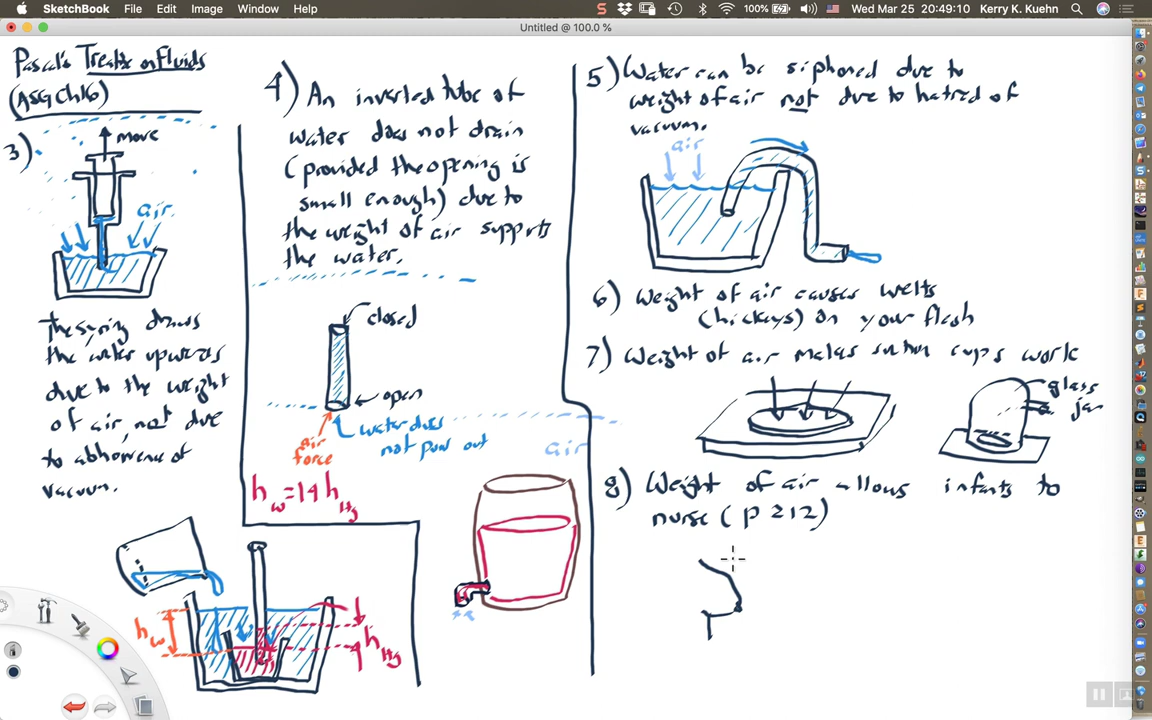 SketchBook File Edit Image Window Help
100% Wed Mar 25 20:49:10 Kerry K. Kuehn
Untitled @ 100.0 %
Pascal's Treatise on Fluids
(ASG Ch16)
3)
move
air
The syring draws
the water upwards
due to the weight
of air, not due
to abhorrence of
vacuum.
h_w
h_Hg
4) An inverted tube of
water does not drain
(provided the opening is
small enough) due to
the weight of air supports
the water.
closed
open
air
force
water does
not pour out
air
h_w = 14 h_Hg
5) Water can be siphoned due to
weight of air not due to hatred of
vacuum.
air
6) Weight of air causes welts
(hickeys) on your flesh
7) Weight of air makes suction cups work
glass
jar
8) Weight of air allows infants to
nurse (p 212)